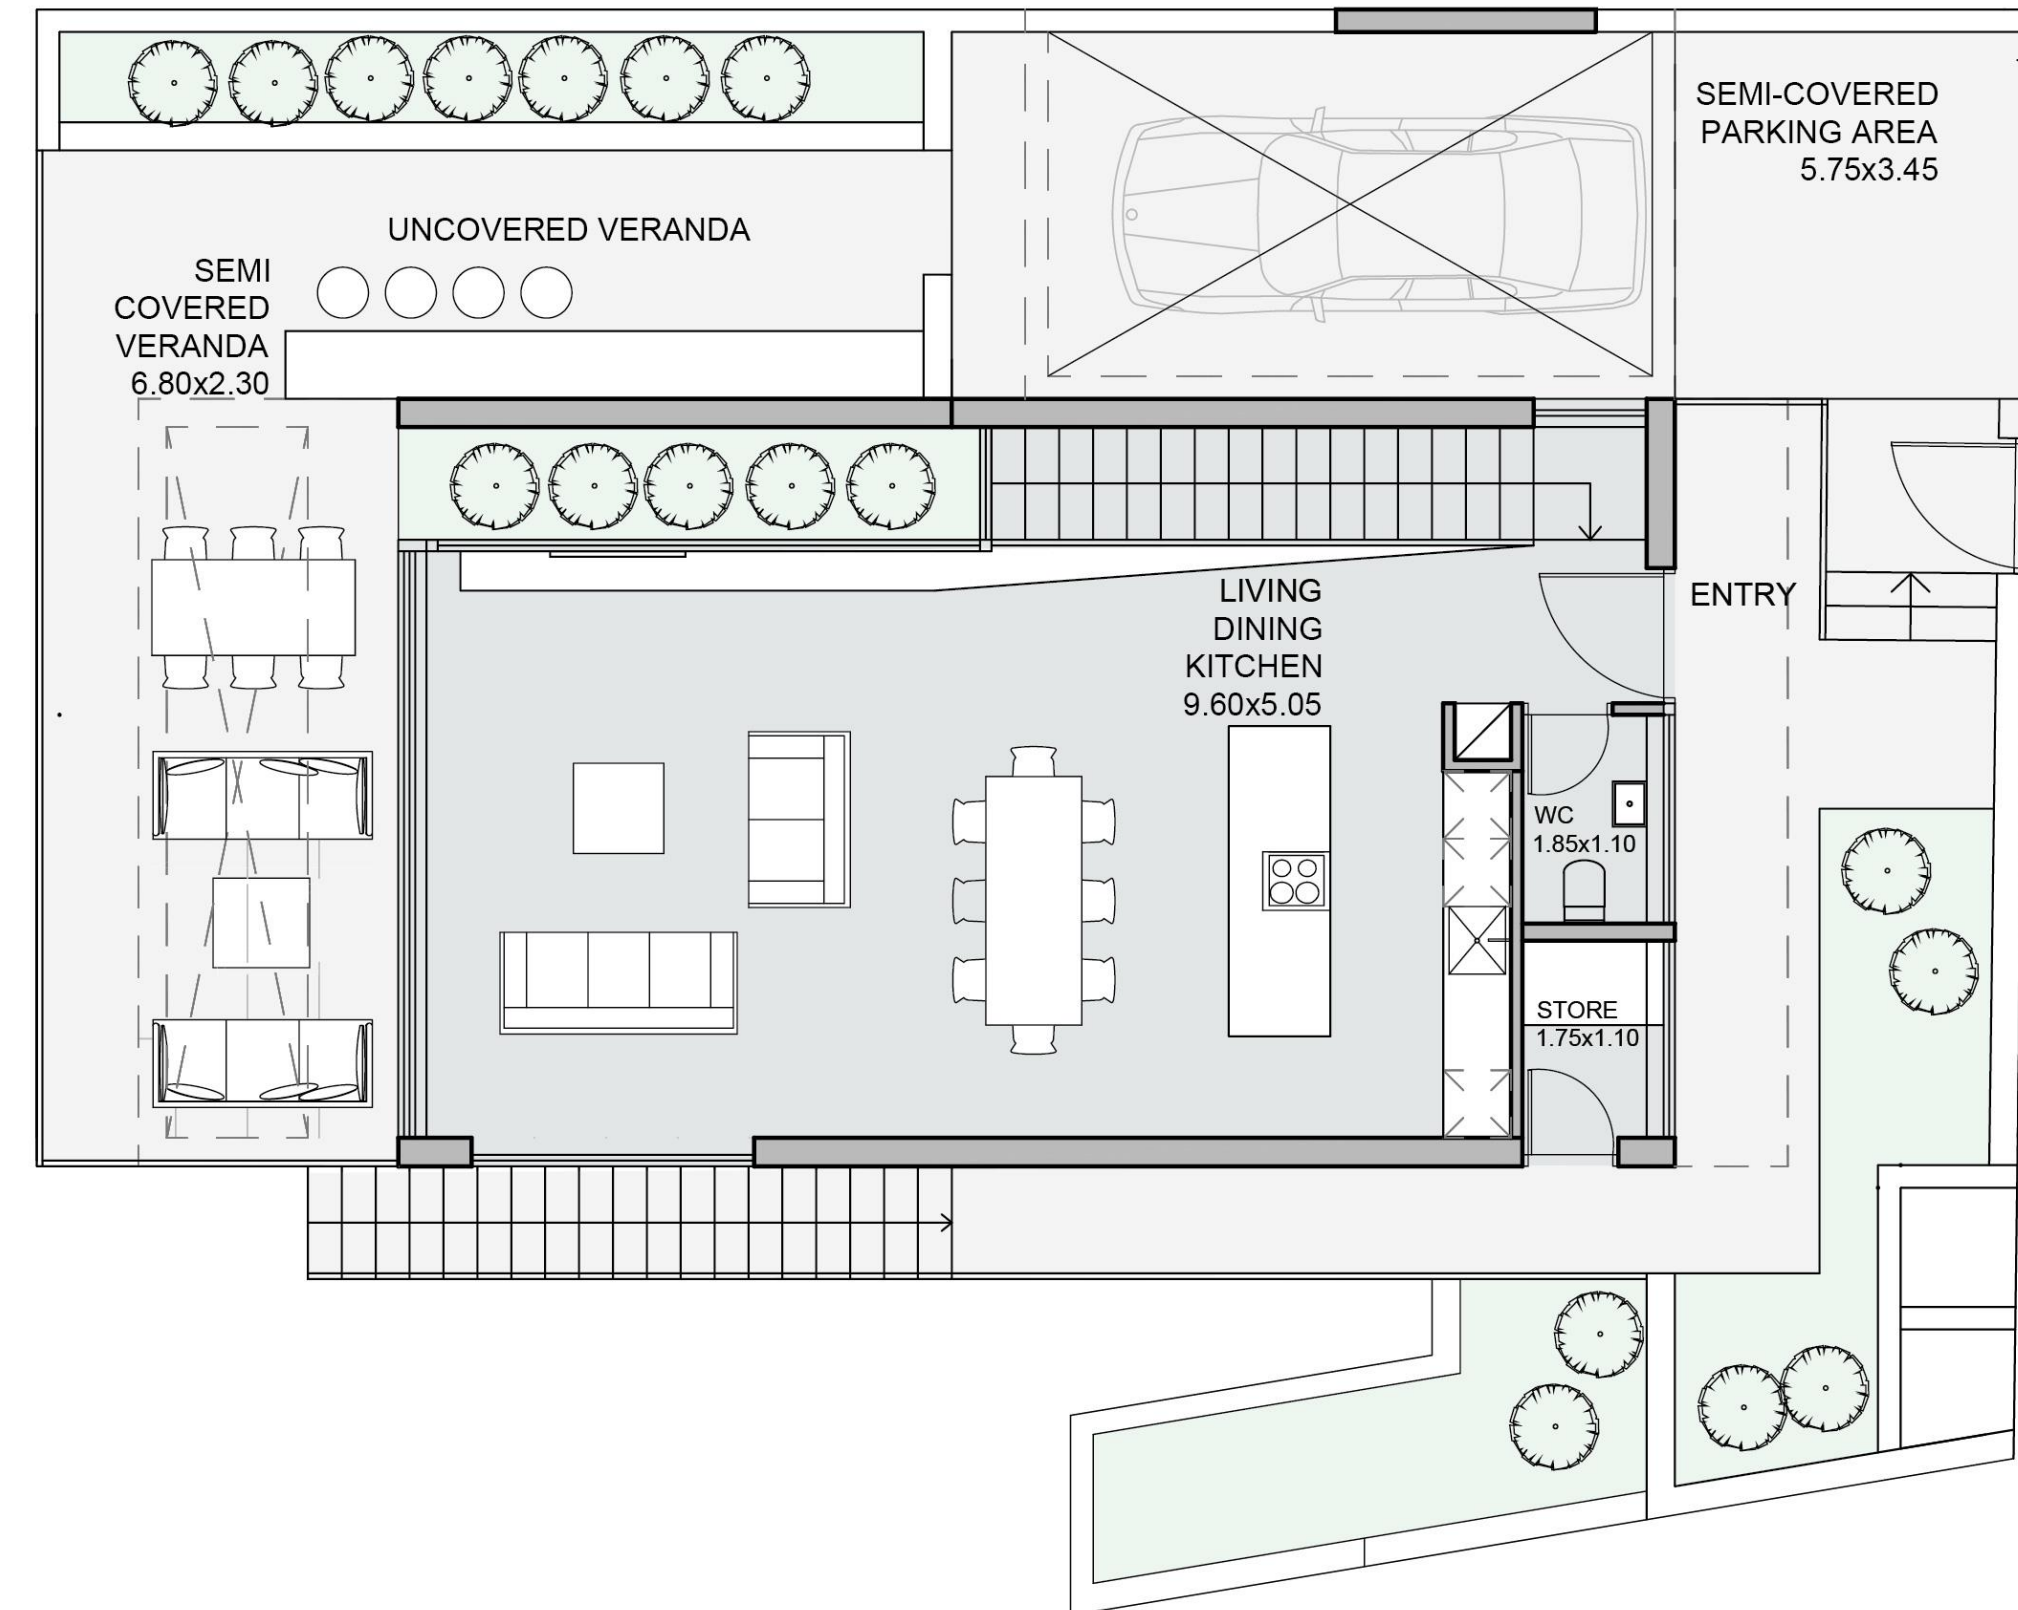 SEMI-COVERED
PARKING AREA
5.75x3.45
UNCOVERED VERANDA
SEMI
COVERED
VERANDA
6.80x2.30
LIVING
DINING
KITCHEN
9.60x5.05
ENTRY
WC
1.85x1.10
STORE
1.75x1.10